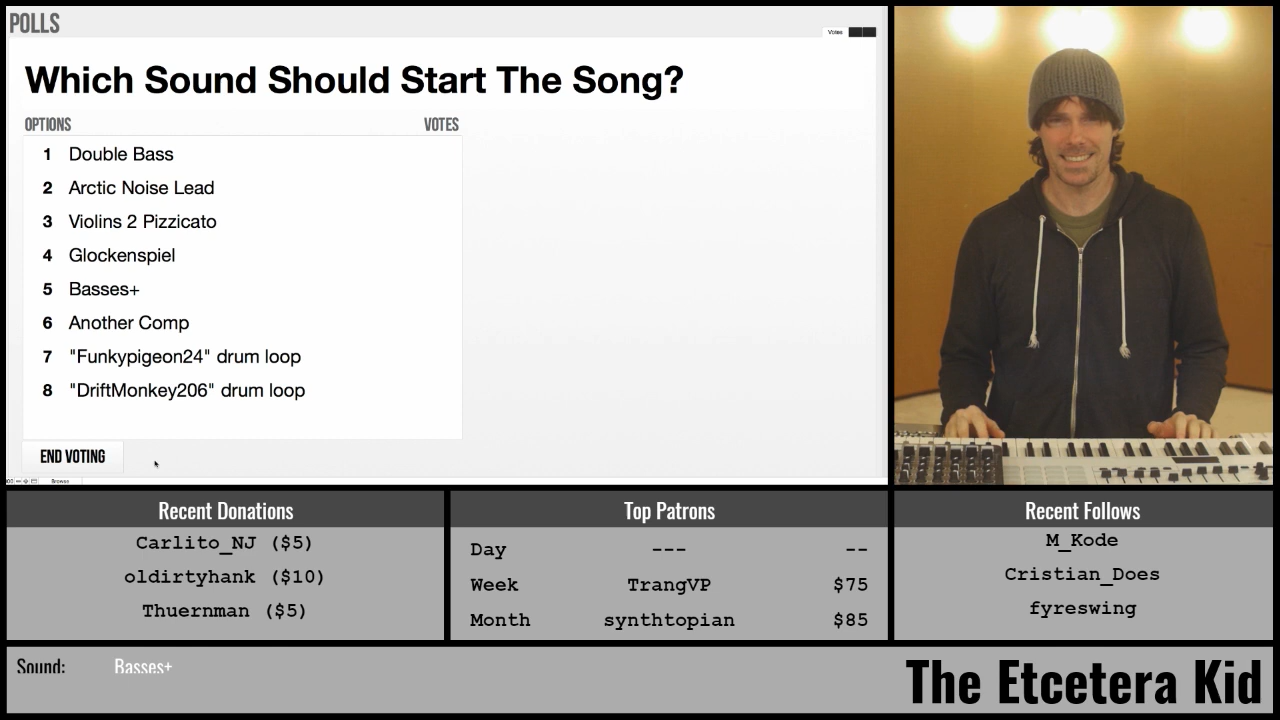 POLLS
Votes
Which Sound Should Start The Song?
OPTIONS VOTES
1 Double Bass
2 Arctic Noise Lead
3 Violins 2 Pizzicato
4 Glockenspiel
5 Basses+
6 Another Comp
7 "Funkypigeon24" drum loop
8 "DriftMonkey206" drum loop
END VOTING
Browse
Recent Donations
Carlito_NJ ($5)
oldirtyhank ($10)
Thuernman ($5)
Top Patrons
Day --- --
Week TrangVP $75
Month synthtopian $85
Recent Follows
M_Kode
Cristian_Does
fyreswing
Sound: Basses+
The Etcetera Kid